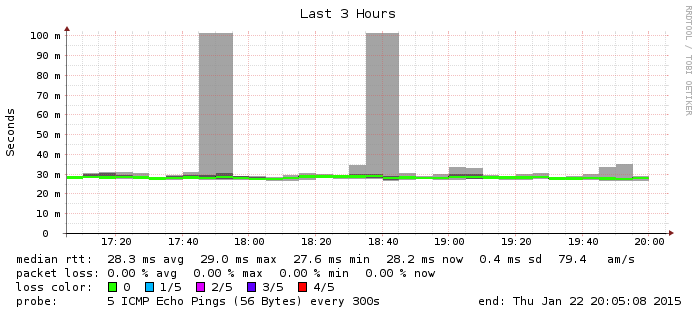 Last 3 Hours
RRDTOOL / TOBI OETIKER
Seconds
100 m
90 m
80 m
70 m
60 m
50 m
40 m
30 m
20 m
10 m
0
17:20 17:40 18:00 18:20 18:40 19:00 19:20 19:40 20:00
median rtt: 28.3 ms avg 29.0 ms max 27.6 ms min 28.2 ms now 0.4 ms sd 79.4 am/s
packet loss: 0.00 % avg 0.00 % max 0.00 % min 0.00 % now
loss color: 0 1/5 2/5 3/5 4/5
probe: 5 ICMP Echo Pings (56 Bytes) every 300s end: Thu Jan 22 20:05:08 2015